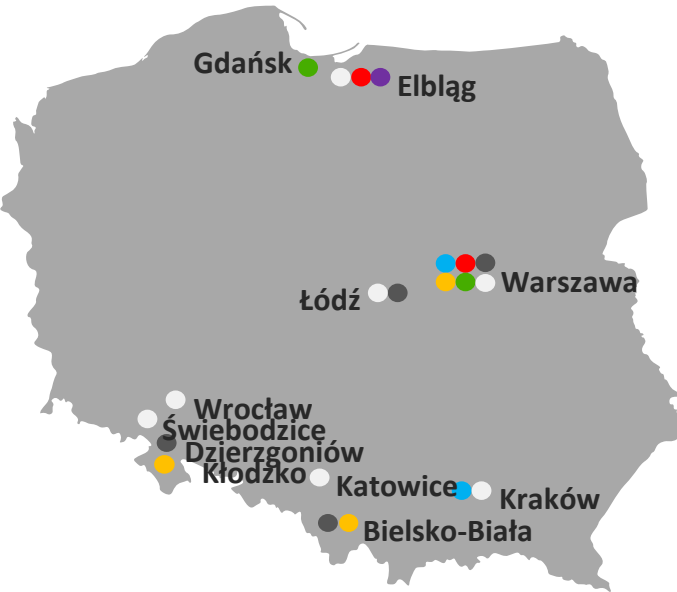 Gdańsk
Elbląg
Warszawa
Łódź
Wrocław
Świebodzice
Dzierzgoniów
Kłodzko
Katowice
Kraków
Bielsko-Biała